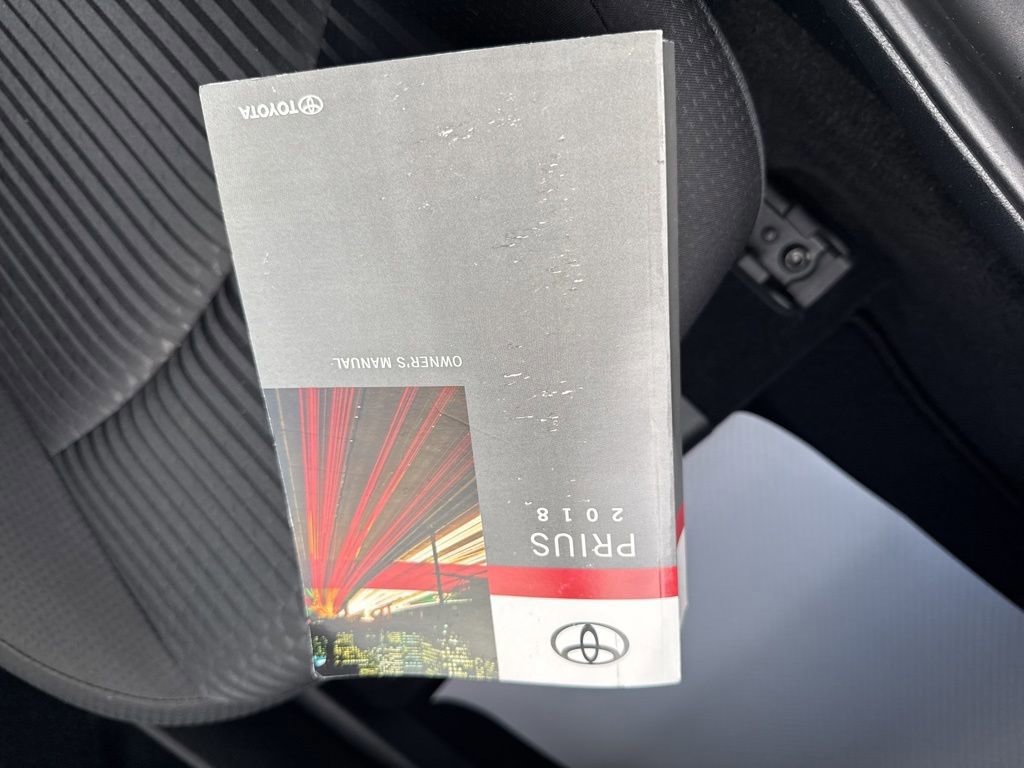 PRIUS
2018
OWNER'S MANUAL
TOYOTA